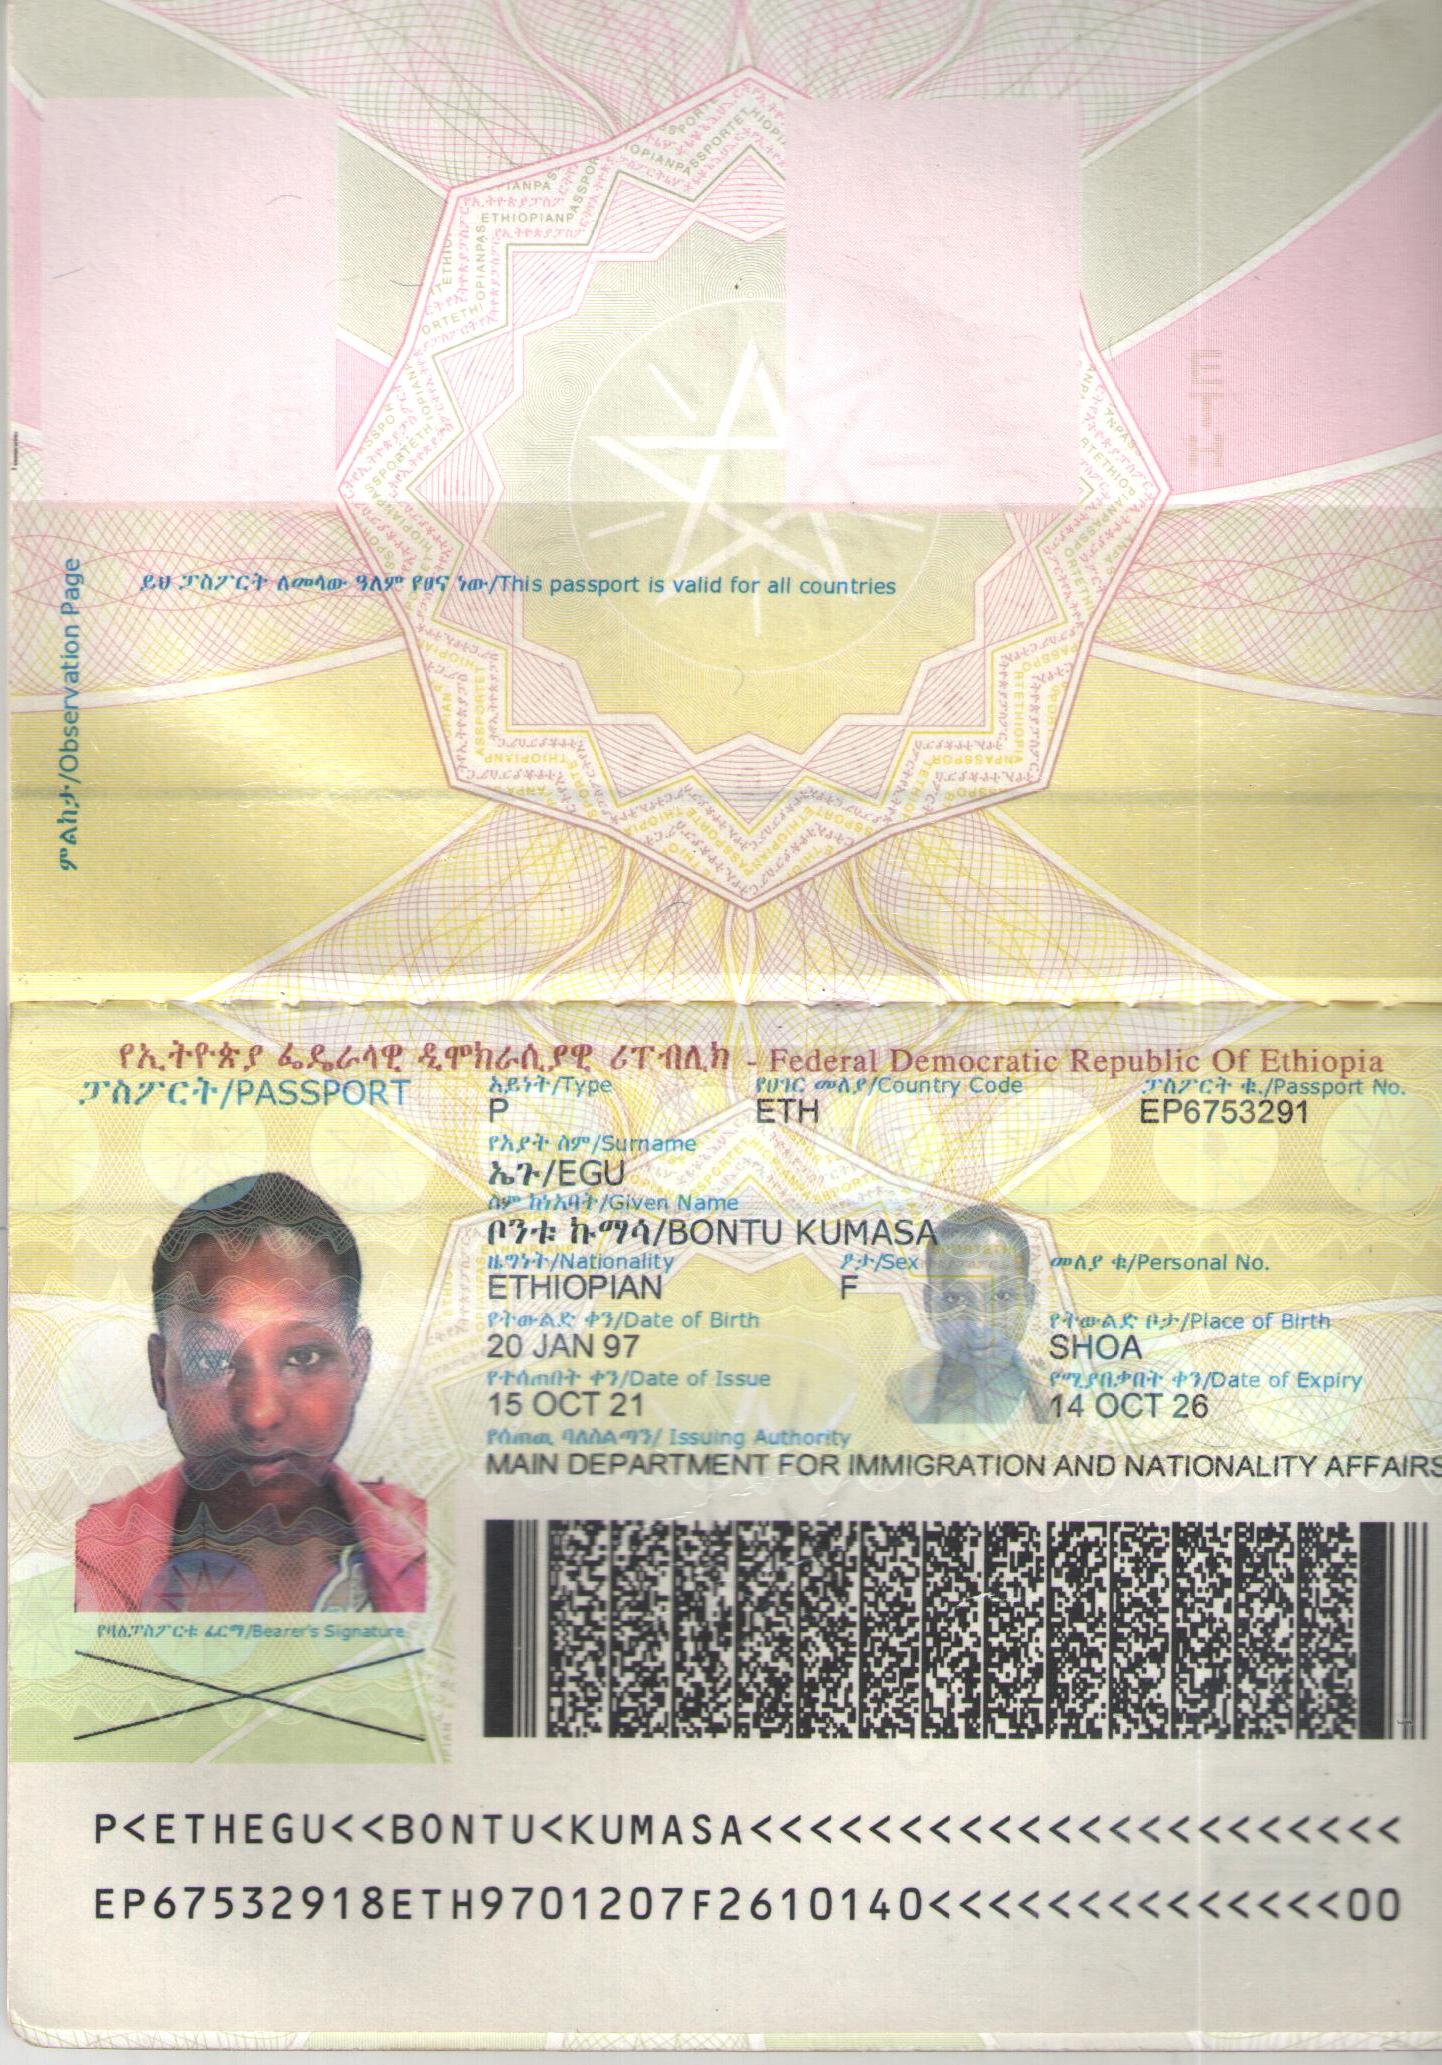 ይህ ፓስፖርት ለመላው ዓለም የፀና ነው/This passport is valid for all countries
ምልከታ/Observation Page
የኢትዮጵያ ፌዴራላዊ ዲሞክራሲያዊ ሪፐብሊክ - Federal Democratic Republic Of Ethiopia
ፓስፖርት/PASSPORT
አይነት/Type
የሀገር መለያ/Country Code
ፓስፖርት ቁ./Passport No.
P
ETH
EP6753291
የአያት ስም/Surname
ኤጉ/EGU
ስም ከነአባት/Given Name
ቦንቱ ኩማሳ/BONTU KUMASA
ዜግነት/Nationality
ፆታ/Sex
መለያ ቁ/Personal No.
ETHIOPIAN
F
የትውልድ ቀን/Date of Birth
የትውልድ ቦታ/Place of Birth
20 JAN 97
SHOA
የተሰጠበት ቀን/Date of Issue
የሚያበቃበት ቀን/Date of Expiry
15 OCT 21
14 OCT 26
የሰጠዉ ባለስልጣን/ Issuing Authority
MAIN DEPARTMENT FOR IMMIGRATION AND NATIONALITY AFFAIRS
የባለፓስፖርቱ ፊርማ/Bearer's Signature
P<ETHEGU<<BONTU<KUMASA<<<<<<<<<<<<<<<<<<<<<<
EP67532918ETH9701207F2610140<<<<<<<<<<<<<<00